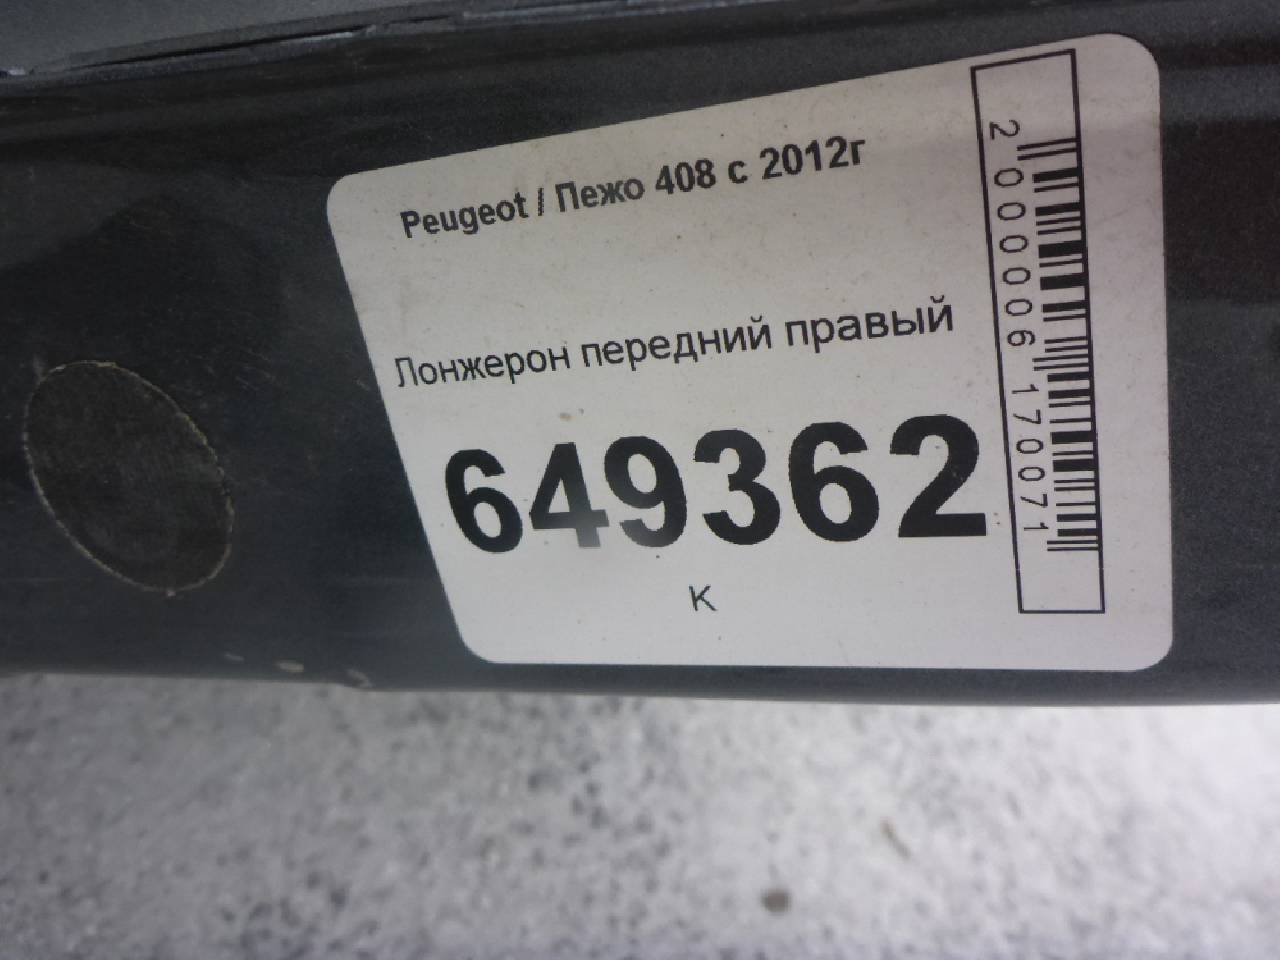 Peugeot / Пежо 408 с 2012г
Лонжерон передний правый
649362
К
2000006170071